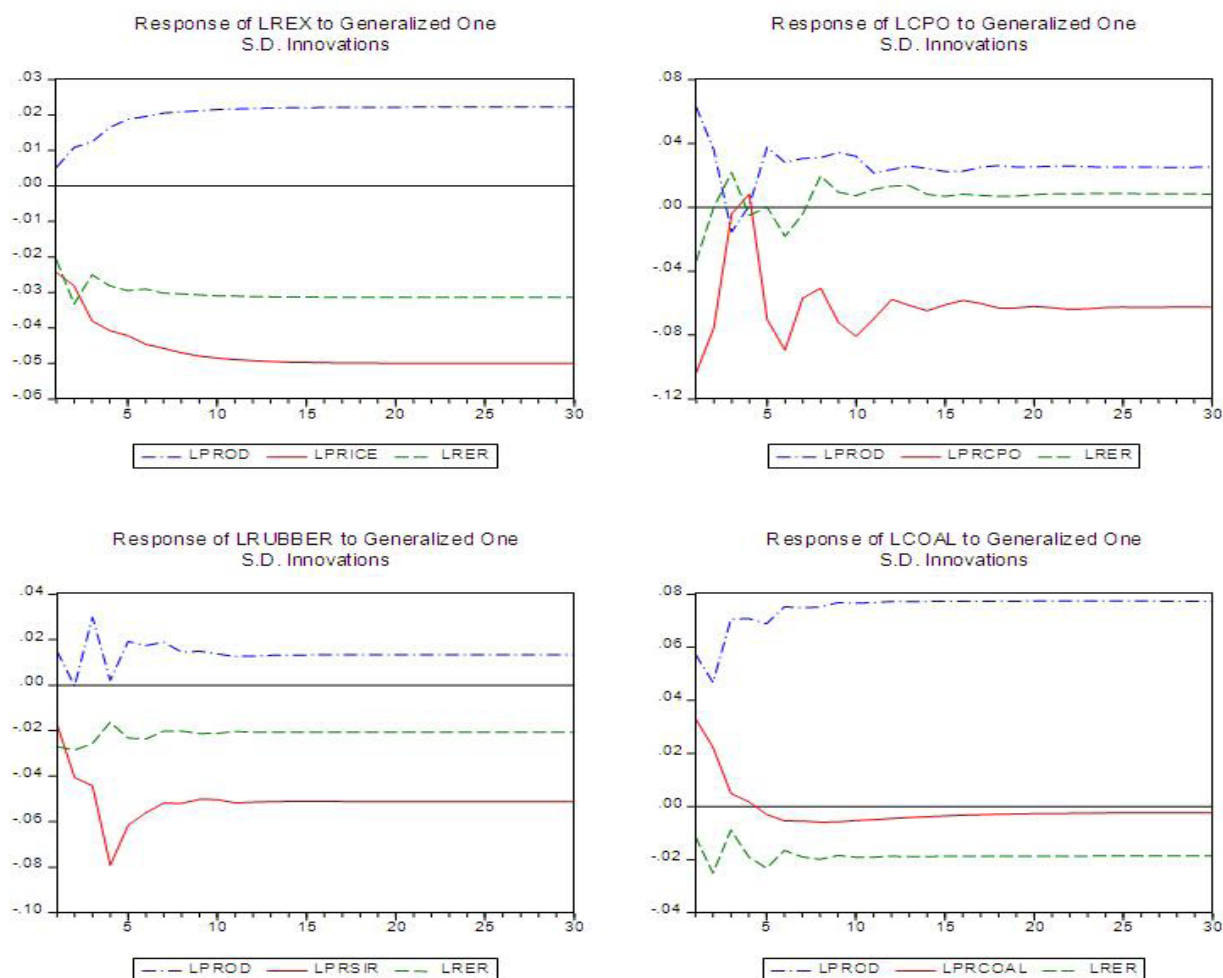 Response of LREX to Generalized One
S.D. Innovations
.03
.02
.01
.00
-.01
-.02
-.03
-.04
-.05
-.06
5 10 15 20 25 30
LPROD LPRICE LRER
Response of LCPO to Generalized One
S.D. Innovations
.08
.04
.00
-.04
-.08
-.12
5 10 15 20 25 30
LPROD LPRCPO LRER
Response of LRUBBER to Generalized One
S.D. Innovations
.04
.02
.00
-.02
-.04
-.06
-.08
-.10
5 10 15 20 25 30
LPROD LPRSIR LRER
Response of LCOAL to Generalized One
S.D. Innovations
.08
.06
.04
.02
.00
-.02
-.04
5 10 15 20 25 30
LPROD LPRCOAL LRER